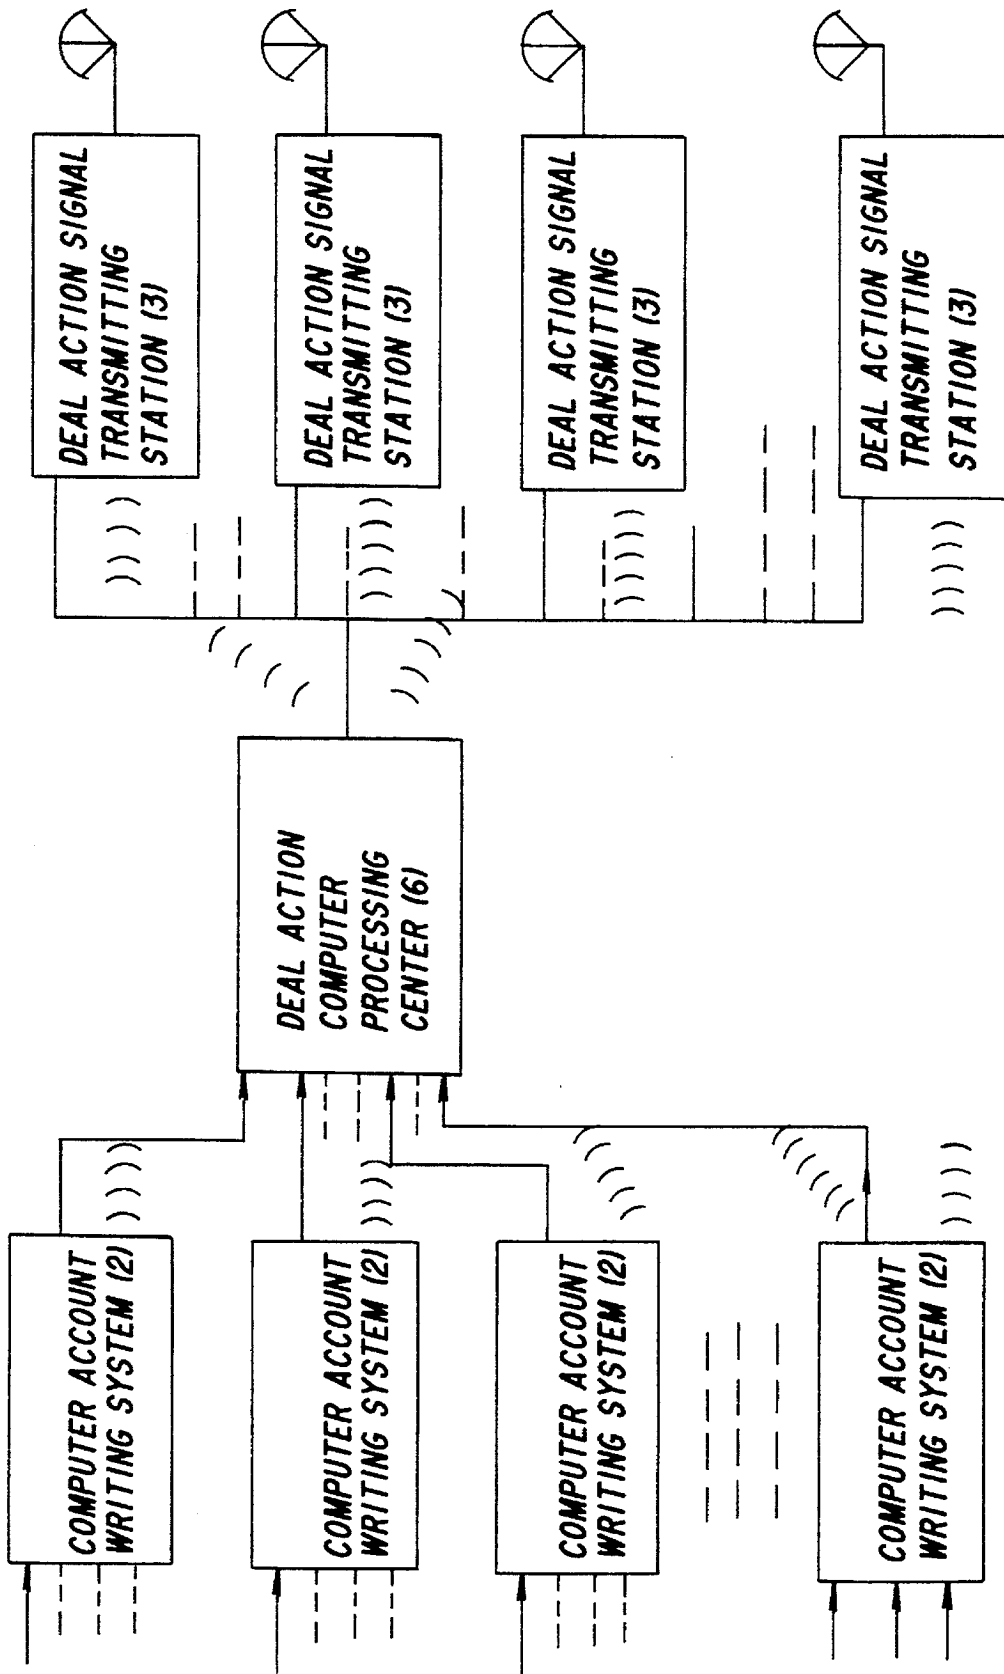 DEAL ACTION SIGNAL
TRANSMITTING
STATION (3)
DEAL ACTION SIGNAL
TRANSMITTING
STATION (3)
DEAL ACTION SIGNAL
TRANSMITTING
STATION (3)
DEAL ACTION SIGNAL
TRANSMITTING
STATION (3)
DEAL ACTION
COMPUTER
PROCESSING
CENTER (6)
COMPUTER ACCOUNT
WRITING SYSTEM (2)
COMPUTER ACCOUNT
WRITING SYSTEM (2)
COMPUTER ACCOUNT
WRITING SYSTEM (2)
COMPUTER ACCOUNT
WRITING SYSTEM (2)